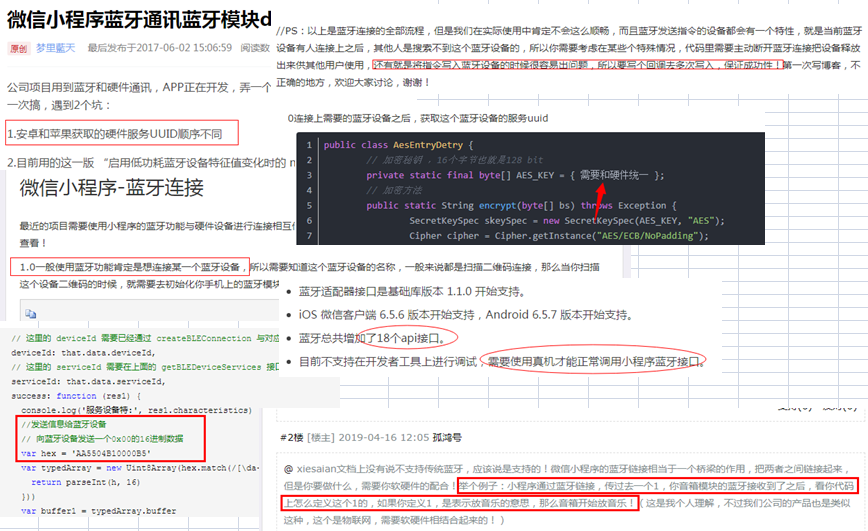 微信小程序蓝牙通讯蓝牙模块d
原创 梦里藍天 最后发布于2017-06-02 15:06:59 阅读数
公司项目用到蓝牙和硬件通讯，APP正在开发，弄一个
一次搞，遇到2个坑：
1.安卓和苹果获取的硬件服务UUID顺序不同
2.目前用的这一版 “启用低功耗蓝牙设备特征值变化时的 n
//PS：以上是蓝牙连接的全部流程，但是我们在实际使用中肯定不会这么顺畅，而且蓝牙发送指令的设备都会有一个特性，就是当前蓝牙
设备有人连接上之后，其他人是搜索不到这个蓝牙设备的，所以你需要考虑在某些个特殊情况，代码里需要主动断开蓝牙连接把设备释放
出来供其他用户使用，还有就是将指令写入蓝牙设备的时候很容易出问题，所以要写个回调去多次写入，保证成功性！第一次写博客，不
正确的地方，欢迎大家讨论，谢谢！
0连接上需要的蓝牙设备之后，获取这个蓝牙设备的服务uuid
1 public class AesEntryDetry {
2 // 加密秘钥 ，16个字节也就是128 bit
3 private static final byte[] AES_KEY = { 需要和硬件统一 };
4 // 加密方法
5 public static String encrypt(byte[] bs) throws Exception {
6 SecretKeySpec skeySpec = new SecretKeySpec(AES_KEY, "AES");
7 Cipher cipher = Cipher.getInstance("AES/ECB/NoPadding");
微信小程序-蓝牙连接
最近的项目需要使用小程序的蓝牙功能与硬件设备进行连接相互
查看！
1.0一般使用蓝牙功能肯定是想连接某一个蓝牙设备，所以需要知道这个蓝牙设备的名称，一般来说都是扫描二维码连接，那么当你扫描
这个设备二维码的时候，就需要去初始化你手机上的蓝牙模块
• 蓝牙适配器接口是基础库版本 1.1.0 开始支持。
• iOS 微信客户端 6.5.6 版本开始支持，Android 6.5.7 版本开始支持。
• 蓝牙总共增加了18个api接口。
• 目前不支持在开发者工具上进行调试，需要使用真机才能正常调用小程序蓝牙接口。
// 这里的 deviceId 需要已经通过 createBLEConnection 与对应
deviceId: that.data.deviceId,
// 这里的 serviceId 需要在上面的 getBLEDeviceServices 接口
serviceId: that.data.serviceId,
success: function (res1) {
console.log('服务设备特:', res1.characteristics)
//发送信息给蓝牙设备
// 向蓝牙设备发送一个0x00的16进制数据
var hex = 'AA5504B10000B5'
var typedArray = new Uint8Array(hex.match(/[\da-
return parseInt(h, 16)
}))
var buffer1 = typedArray.buffer
#2楼 [楼主] 2019-04-16 12:05 孤鸿号
@ xiesaian文档上没有说不支持传统蓝牙，应该说是支持的！微信小程序的蓝牙链接相当于一个桥梁的作用，把两者之间链接起来，
但是你要做什么，需要你软硬件的配合！举个例子：小程序通过蓝牙链接，传过去一个1，你音箱模块的蓝牙接收到了之后，看你代码
上怎么定义这个1的，如果你定义1，是表示放音乐的意思，那么音箱开始放音乐！（这是我个人理解，不过我们公司的产品也是类似
这种，这个是物联网，需要软硬件相结合起来的！）